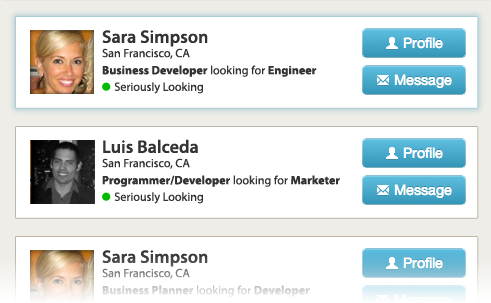 Sara Simpson
San Francisco, CA
Business Developer looking for Engineer
Seriously Looking
Profile
Message
Luis Balceda
San Francisco, CA
Programmer/Developer looking for Marketer
Seriously Looking
Profile
Message
Sara Simpson
San Francisco, CA
Business Planner looking for Developer
Profile
Message